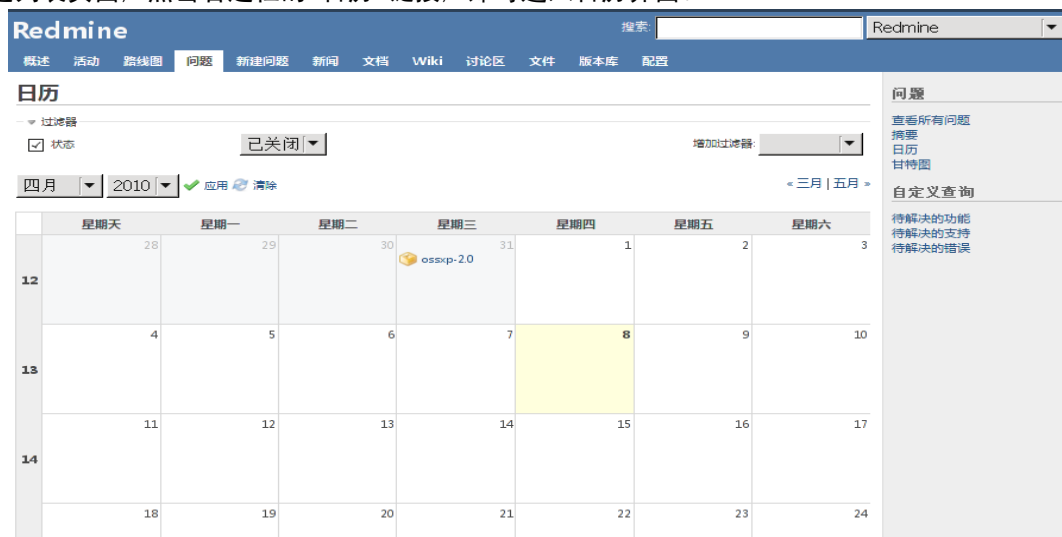 Redmine 搜索: Redmine
概述 活动 路线图 问题 新建问题 新闻 文档 Wiki 讨论区 文件 版本库 配置
日历
过滤器
状态 已关闭 增加过滤器:
四月 2010 应用 清除 « 三月 | 五月 »
星期天 星期一 星期二 星期三 星期四 星期五 星期六
28 29 30 31 1 2 3
ossxp-2.0
12
4 5 6 7 8 9 10
13
11 12 13 14 15 16 17
14
18 19 20 21 22 23 24
问题
查看所有问题
摘要
日历
甘特图
自定义查询
待解决的功能
待解决的支持
待解决的错误